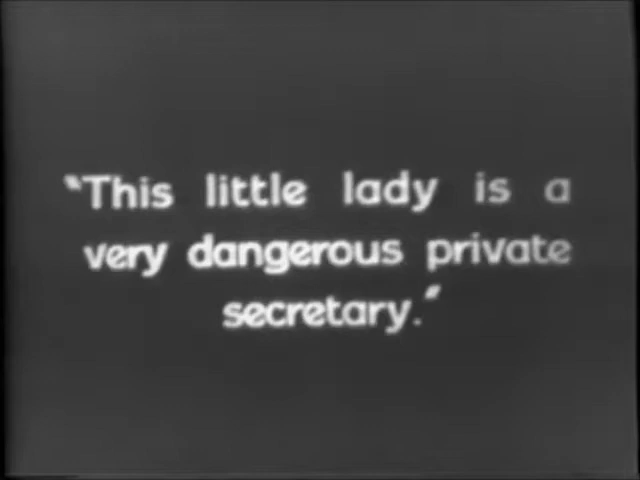 "This little lady is a
very dangerous private
secretary."